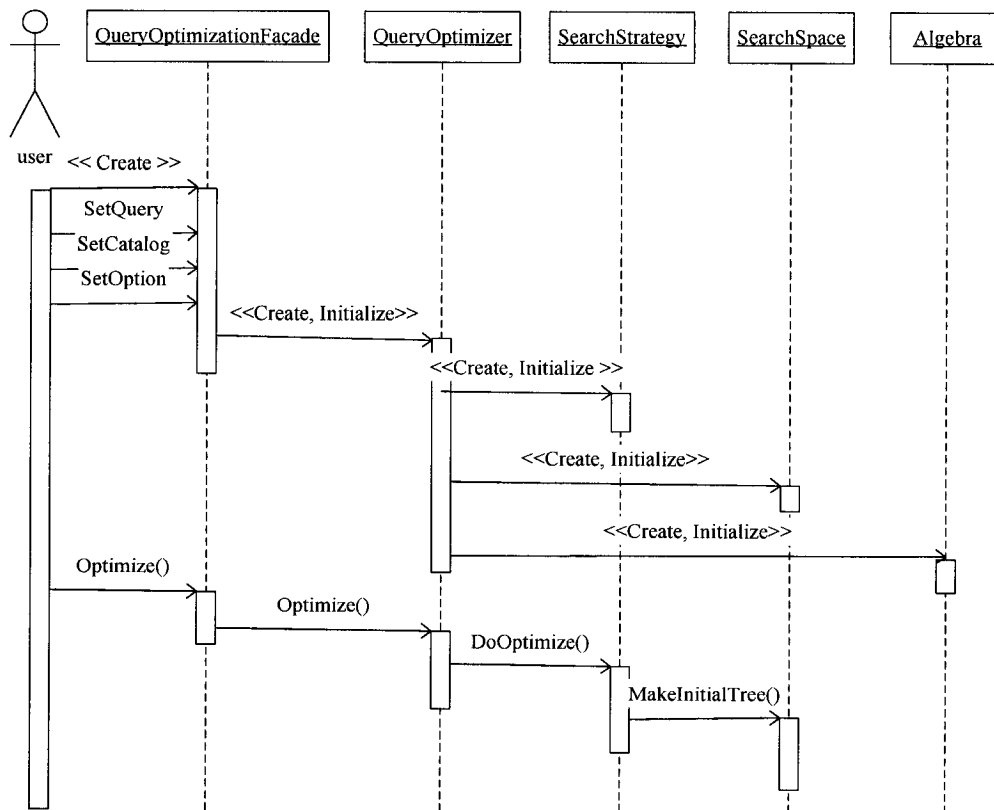 QueryOptimizationFaçade
QueryOptimizer
SearchStrategy
SearchSpace
Algebra
user
<< Create >>
SetQuery
SetCatalog
SetOption
<<Create, Initialize>>
<<Create, Initialize >>
<<Create, Initialize>>
<<Create, Initialize>>
Optimize()
Optimize()
DoOptimize()
MakeInitialTree()